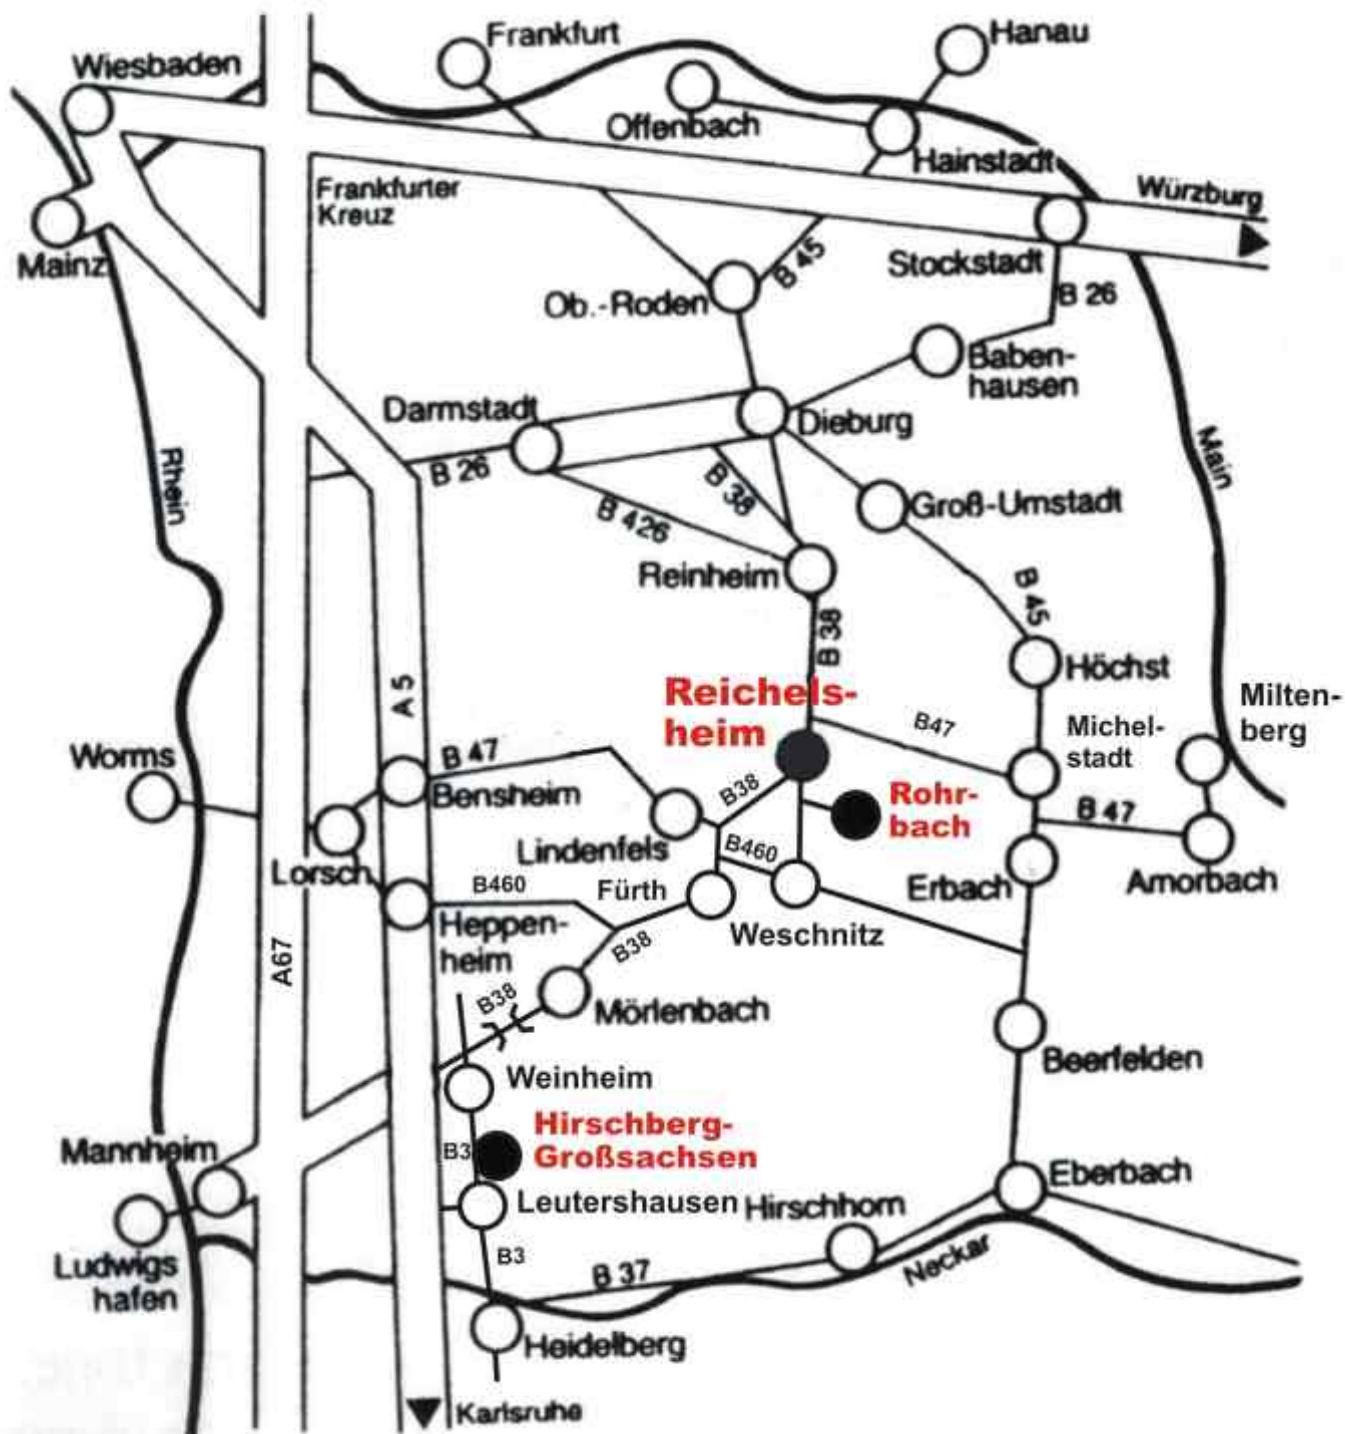 Frankfurt
Hanau
Wiesbaden
Offenbach
Hainstadt
Frankfurter
Kreuz
Würzburg
Mainz
Stockstadt
B 45
B 26
Ob.-Roden
Baben-
hausen
Darmstadt
Dieburg
Rhein
B 26
B 38
Main
B 426
Groß-Umstadt
Reinheim
B 45
B 38
Höchst
A 5
Reichels-
heim
Milten-
berg
B47
Michel-
stadt
Worms
B 47
Bensheim
B38
Rohr-
bach
B 47
Lindenfels
B460
Lorsch
B460
Fürth
Erbach
Amorbach
Heppen-
heim
Weschnitz
B38
A67
B38
Mörlenbach
Beerfelden
Weinheim
Hirschberg-
Großsachsen
B3
Mannheim
Eberbach
Leutershausen
Hirschhorn
Ludwigs
hafen
B3
B 37
Neckar
Heidelberg
Karlsruhe